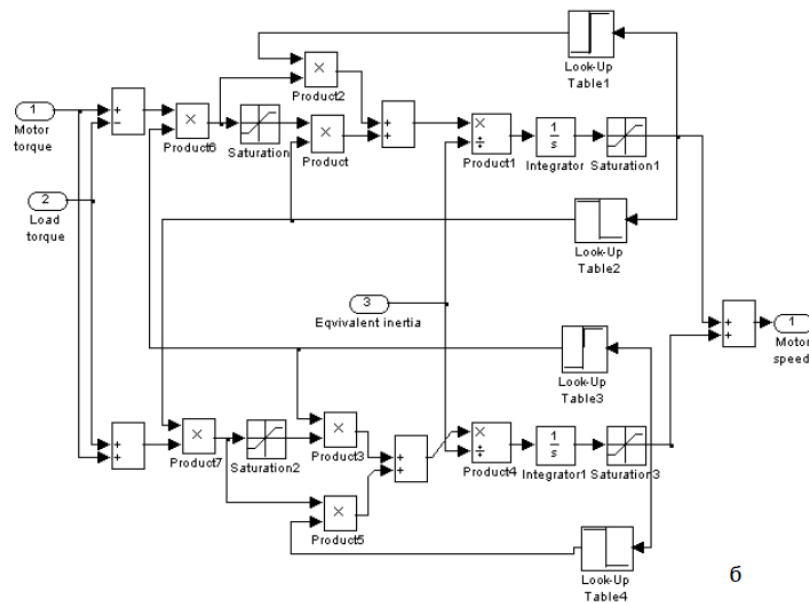 Look-Up
Table1
×
Product2
1
Motor
torque
+
−
×
Product6
Saturation
×
Product
+
+
×
÷
Product1
1
s
Integrator
Saturation1
2
Load
torque
Look-Up
Table2
3
Eqvivalent inertia
+
+
1
Motor
speed
Look-Up
Table3
+
+
×
Product7
Saturation2
×
Product3
+
+
×
÷
Product4
1
s
Integrator1
Saturation3
×
Product5
Look-Up
Table4
б